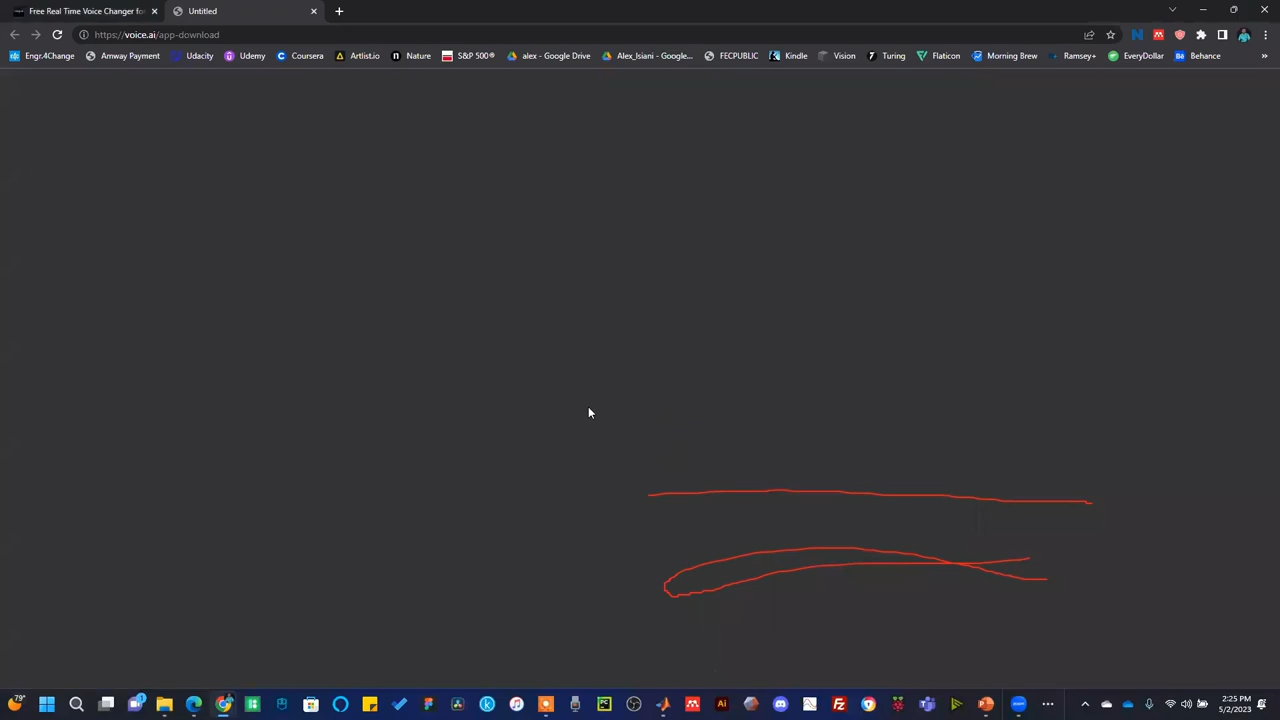 Free Real Time Voice Changer for
Untitled
https://voice.ai/app-download
Engr.4Change
Amway Payment
Udacity
Udemy
Coursera
Artlist.io
Nature
S&P 500®
alex - Google Drive
Alex_Isiani - Google...
FECPUBLIC
Kindle
Vision
Turing
Flaticon
Morning Brew
Ramsey+
EveryDollar
Behance
79°
2:25 PM
5/2/2023